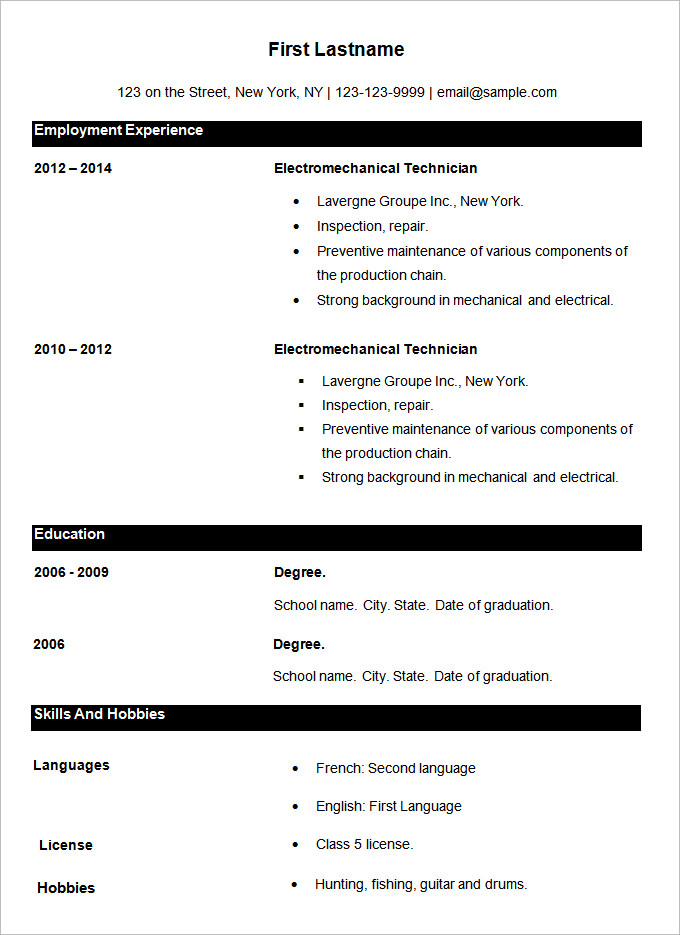 First Lastname
123 on the Street, New York, NY | 123-123-9999 | email@sample.com
Employment Experience
2012 – 2014 Electromechanical Technician
• Lavergne Groupe Inc., New York.
• Inspection, repair.
• Preventive maintenance of various components of
the production chain.
• Strong background in mechanical and electrical.
2010 – 2012 Electromechanical Technician
▪ Lavergne Groupe Inc., New York.
▪ Inspection, repair.
▪ Preventive maintenance of various components of
the production chain.
▪ Strong background in mechanical and electrical.
Education
2006 - 2009 Degree.
School name. City. State. Date of graduation.
2006 Degree.
School name. City. State. Date of graduation.
Skills And Hobbies
Languages • French: Second language
• English: First Language
License • Class 5 license.
Hobbies • Hunting, fishing, guitar and drums.